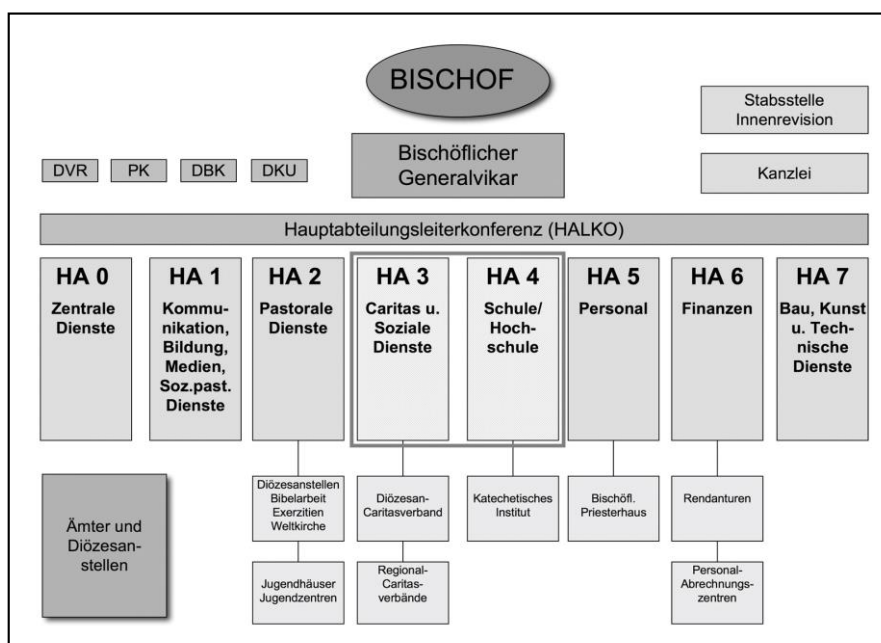 BISCHOF
Stabsstelle
Innenrevision
Bischöflicher
Generalvikar
DVR
PK
DBK
DKU
Kanzlei
Hauptabteilungsleiterkonferenz (HALKO)
HA 0
Zentrale
Dienste
HA 1
Kommu-
nikation,
Bildung,
Medien,
Soz.past.
Dienste
HA 2
Pastorale
Dienste
HA 3
Caritas u.
Soziale
Dienste
HA 4
Schule/
Hoch-
schule
HA 5
Personal
HA 6
Finanzen
HA 7
Bau, Kunst
u. Tech-
nische
Dienste
Ämter und
Diözesan-
stellen
Diözesanstellen
Bibelarbeit
Exerzitien
Weltkirche
Diözesan-
Caritasverband
Katechetisches
Institut
Bischöfl.
Priesterhaus
Rendanturen
Jugendhäuser
Jugendzentren
Regional-
Caritas-
verbände
Personal-
Abrechnungs-
zentren